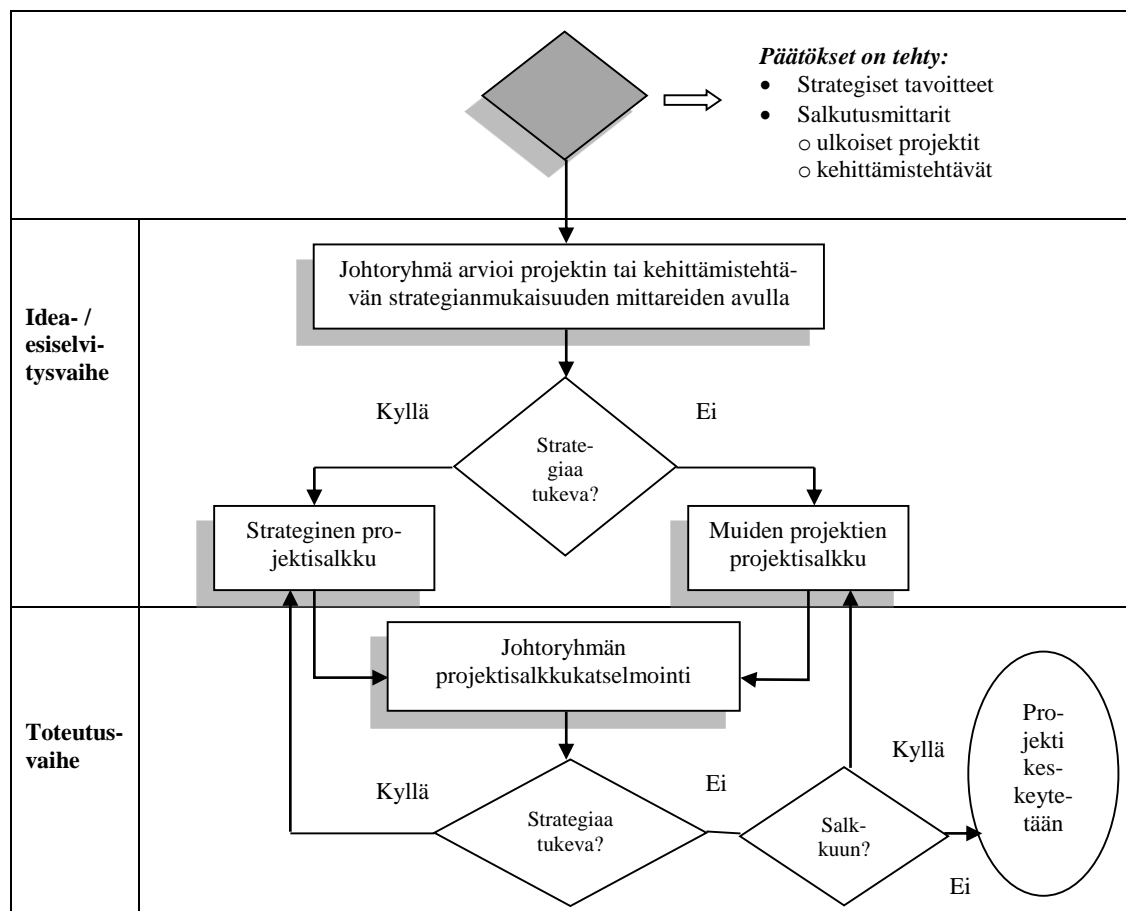 Päätökset on tehty:
• Strategiset tavoitteet
• Salkutusmittarit
o ulkoiset projektit
o kehittämistehtävät
Idea- /
esiselvi-
tysvaihe
Johtoryhmä arvioi projektin tai kehittämistehtä-
vän strategianmukaisuuden mittareiden avulla
Kyllä
Ei
Strate-
giaa
tukeva?
Strateginen pro-
jektisalkku
Muiden projektien
projektisalkku
Toteutus-
vaihe
Johtoryhmän
projektisalkkukatselmointi
Kyllä
Strategiaa
tukeva?
Ei
Salk-
kuun?
Kyllä
Ei
Pro-
jekti
kes-
keyte-
tään